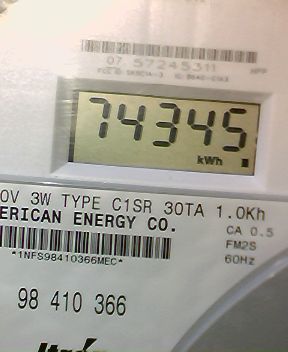 07 57245311
74345
kWh
0V 3W TYPE C1SR 30TA 1.0Kh
ERICAN ENERGY CO.
CA 0.5
FM2S
*1NFS98410366MEC*
60Hz
98 410 366
Itron